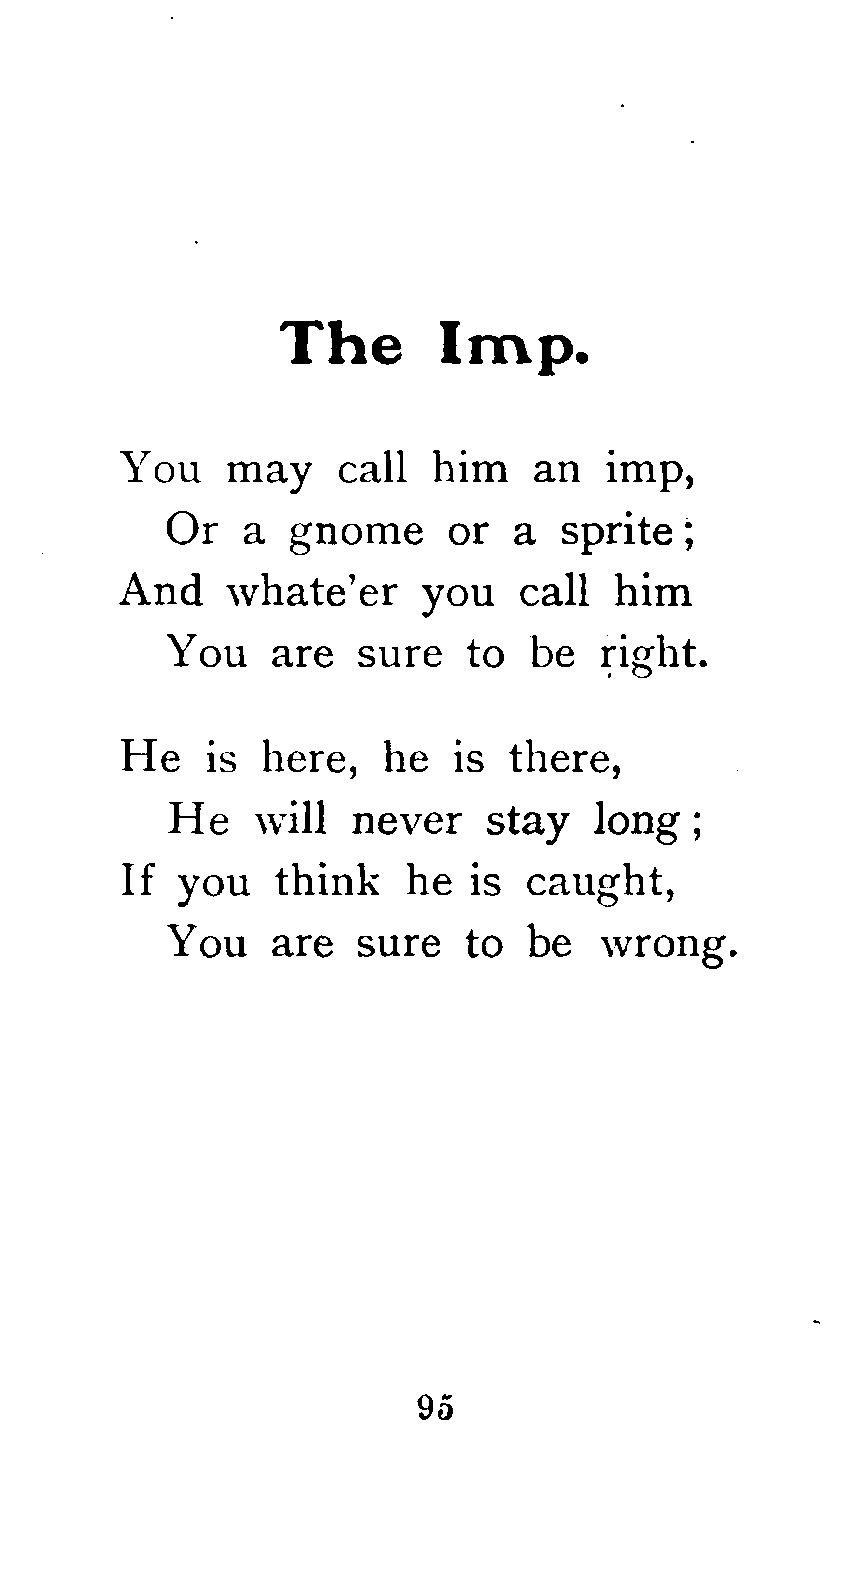 The Imp.
You may call him an imp,
Or a gnome or a sprite;
And whate'er you call him
You are sure to be right.
He is here, he is there,
He will never stay long;
If you think he is caught,
You are sure to be wrong.
95